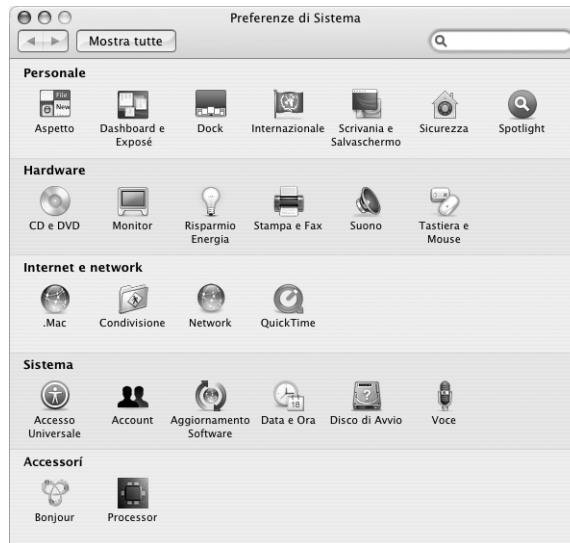 Preferenze di Sistema
Mostra tutte
Personale
File
New
Aspetto
Dashboard e
Exposé
Dock
Internazionale
Scrivania e
Salvaschermo
Sicurezza
Spotlight
Hardware
CD e DVD
Monitor
Risparmio
Energia
Stampa e Fax
Suono
Tastiera e
Mouse
Internet e network
.Mac
Condivisione
Network
QuickTime
Sistema
18
Accesso
Universale
Account
Aggiornamento
Software
Data e Ora
Disco di Avvio
Voce
Accessorí
Bonjour
Processor